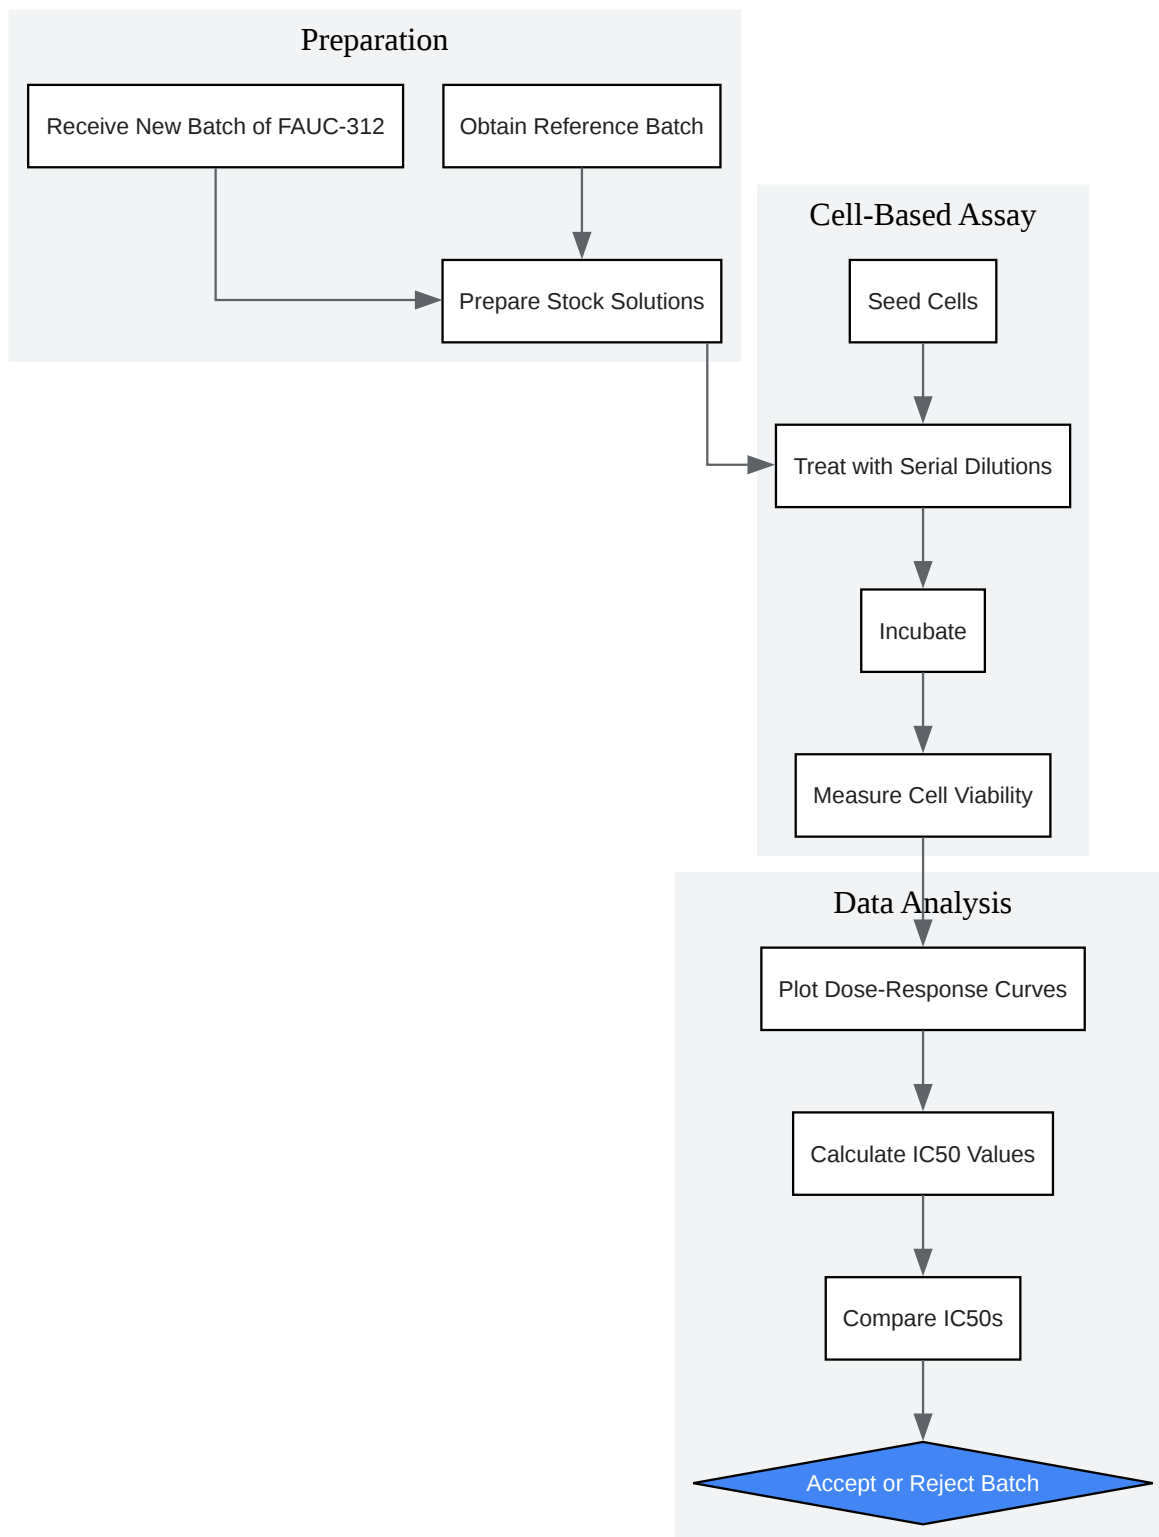 Preparation
Receive New Batch of FAUC-312
Obtain Reference Batch
Prepare Stock Solutions
Cell-Based Assay
Seed Cells
Treat with Serial Dilutions
Incubate
Measure Cell Viability
Data Analysis
Plot Dose-Response Curves
Calculate IC50 Values
Compare IC50s
Accept or Reject Batch